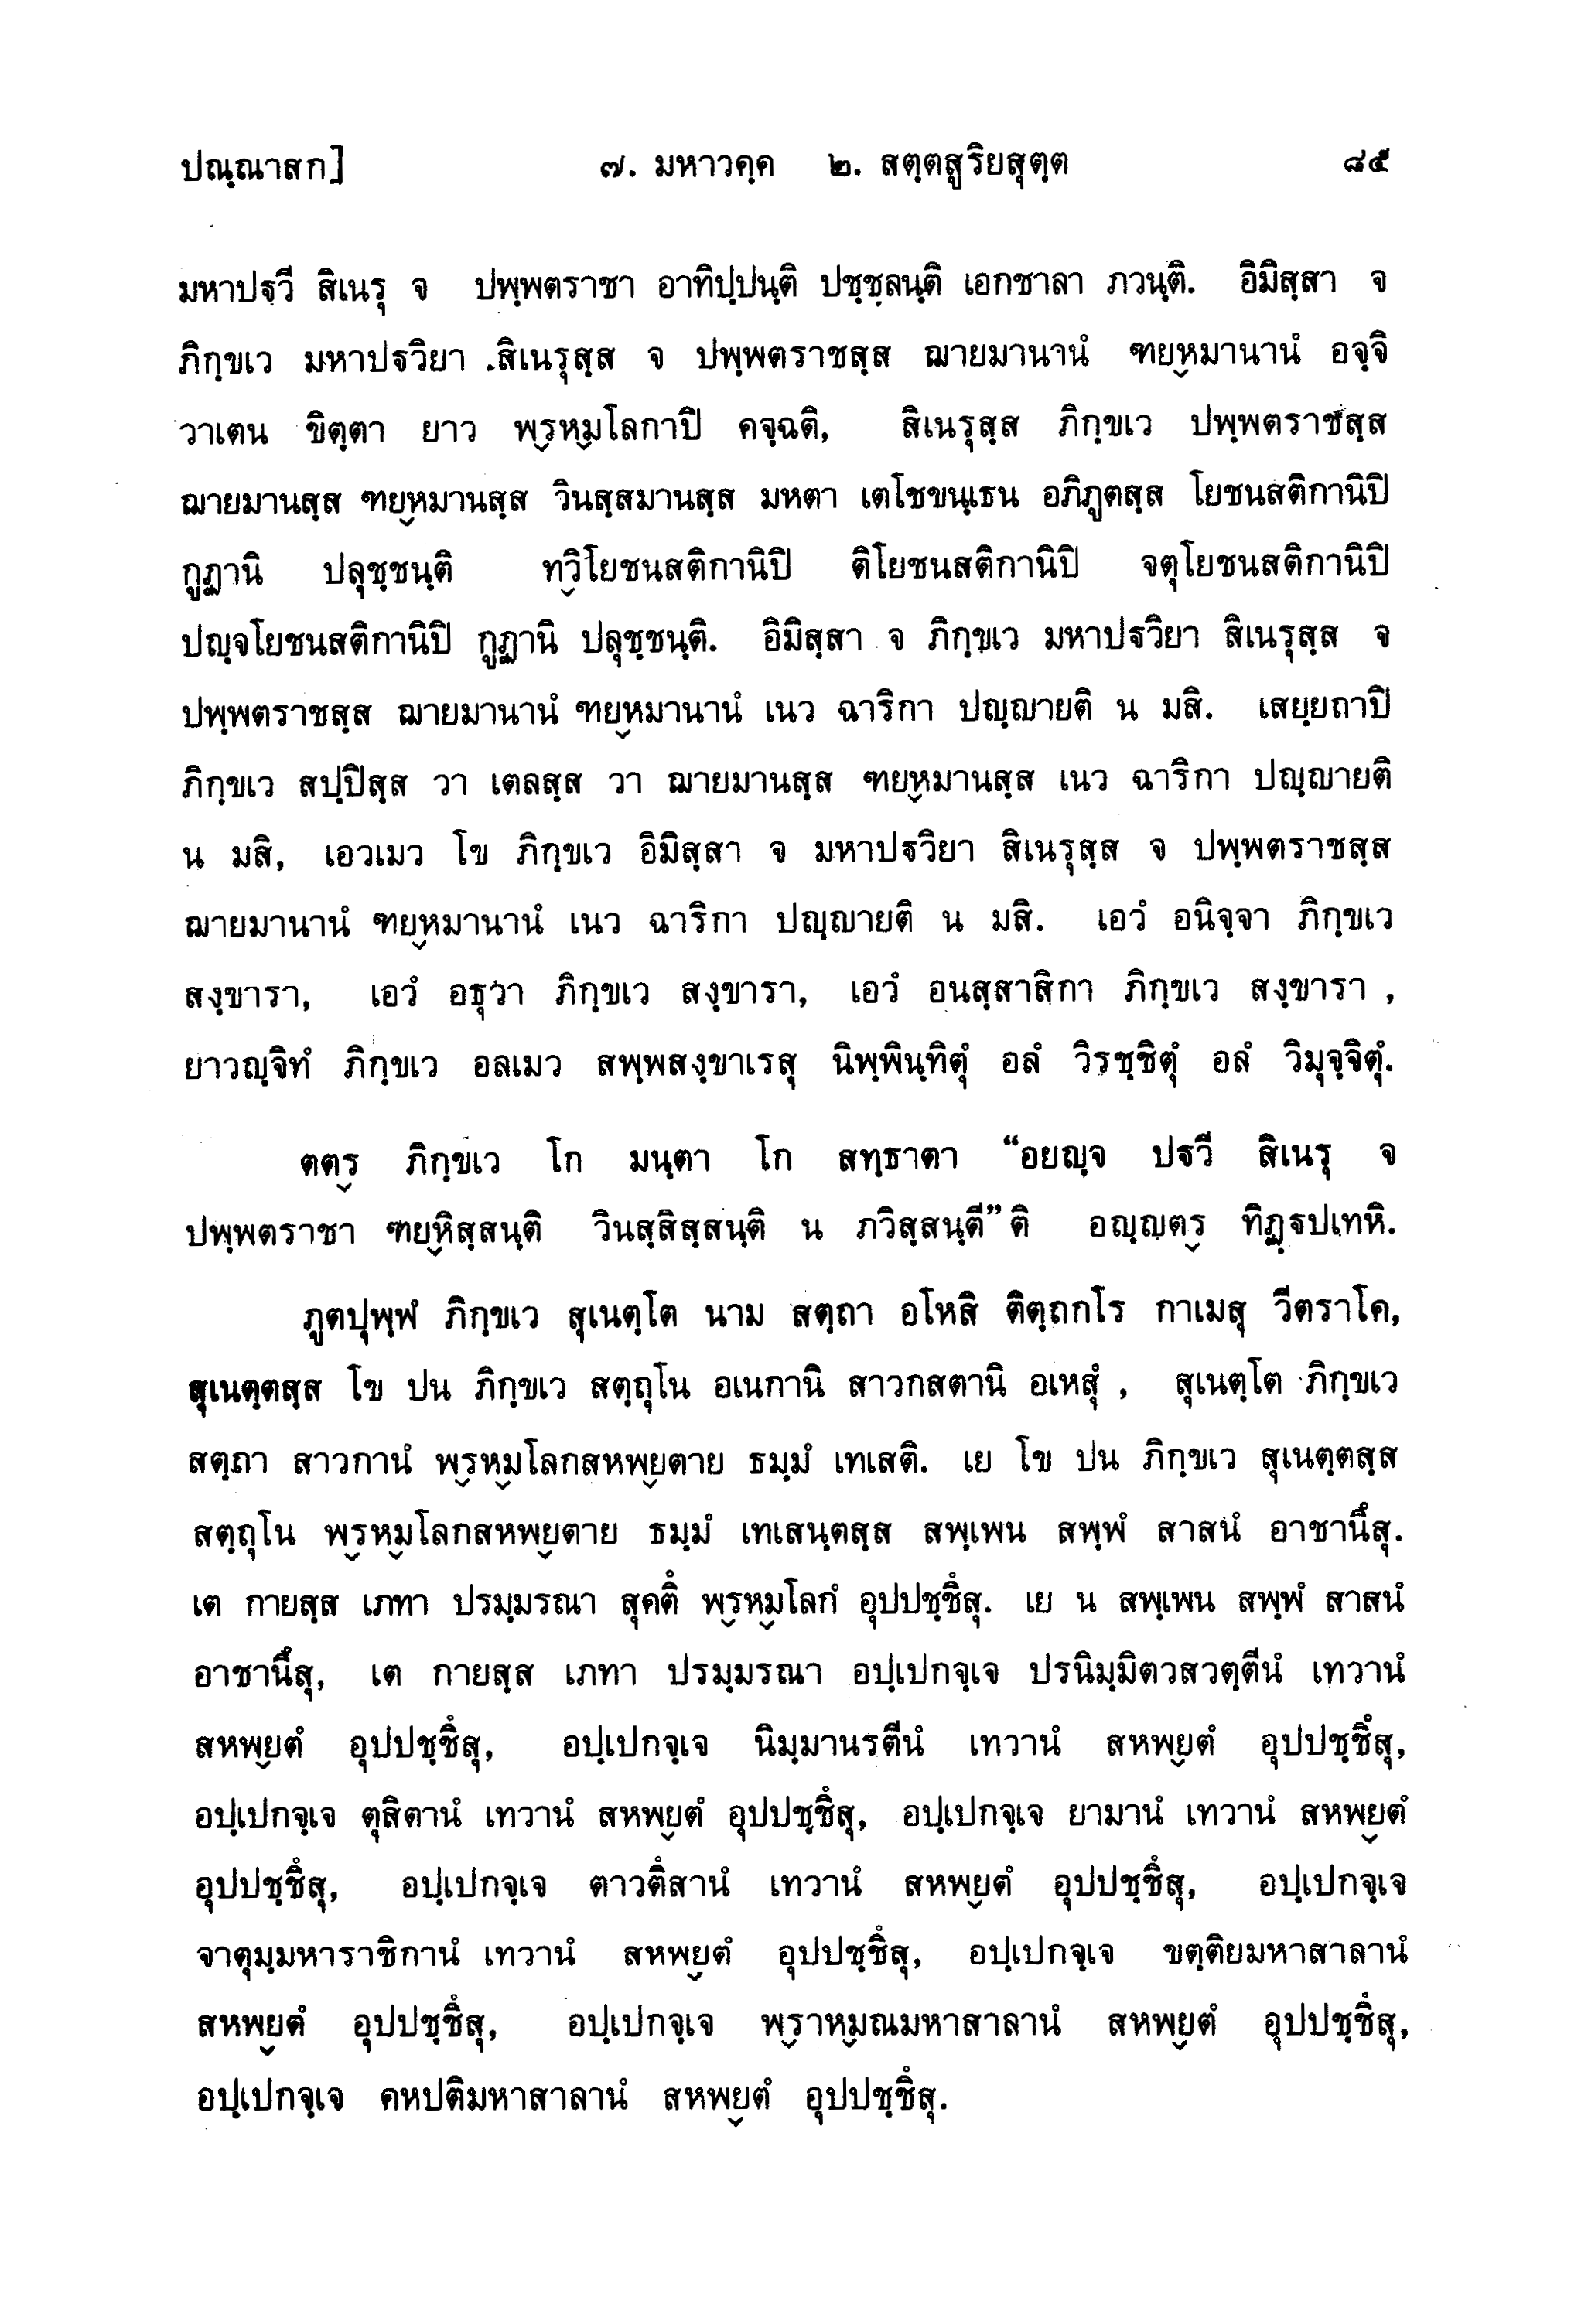 ปณฺณาสก]	๗. มหาวคฺค ๒. สตฺตสูริยสุตฺต	๘๕
มหาปฐวี สิเนรุ จ ปพฺพตราชา อาทิปฺปนฺติ ปชฺชลนฺติ เอกชาลา ภวนฺติ. อิมิสฺสา จ
ภิกฺขเว มหาปฐวิยา สิเนรุสฺส จ ปพฺพตราชสฺส ฌายมานานํ ฑยฺหมานานํ อจฺจิ
วาเตน ขิตฺตา ยาว พฺรหฺมโลกาปิ คจฺฉติ, สิเนรุสฺส ภิกฺขเว ปพฺพตราชสฺส
ฌายมานสฺส ฑยฺหมานสฺส วินสฺสมานสฺส มหตา เตโชขนฺเธน อภิภูตสฺส โยชนสติกานิปิ
กูฏานิ ปลุชฺชนฺติ ทฺวิโยชนสติกานิปิ ติโยชนสติกานิปิ จตุโยชนสติกานิปิ
ปญฺจโยชนสติกานิปิ กูฏานิ ปลุชฺชนฺติ. อิมิสฺสา จ ภิกฺขเว มหาปฐวิยา สิเนรุสฺส จ
ปพฺพตราชสฺส ฌายมานานํ ฑยฺหมานานํ เนว ฉาริกา ปญฺญายติ น มสิ. เสยฺยถาปิ
ภิกฺขเว สปฺปิสฺส วา เตลสฺส วา ฌายมานสฺส ฑยฺหมานสฺส เนว ฉาริกา ปญฺญายติ
น มสิ, เอวเมว โข ภิกฺขเว อิมิสฺสา จ มหาปฐวิยา สิเนรุสฺส จ ปพฺพตราชสฺส
ฌายมานานํ ฑยฺหมานานํ เนว ฉาริกา ปญฺญายติ น มสิ. เอวํ อนิจฺจา ภิกฺขเว
สงฺขารา, เอวํ อธุวา ภิกฺขเว สงฺขารา, เอวํ อนสฺสาสิกา ภิกฺขเว สงฺขารา ,
ยาวญฺจิทํ ภิกฺขเว อลเมว สพฺพสงฺขาเรสุ นิพฺพินฺทิตุํ อลํ วิรชฺชิตุํ อลํ วิมุจฺจิตุํ.
ตตฺร ภิกฺขเว โก มนฺตา โก สทฺธาตา “อยญฺจ ปฐวี สิเนรุ จ
ปพฺพตราชา ฑยฺหิสฺสนฺติ วินสฺสิสฺสนฺติ น ภวิสฺสนฺตี”ติ อญฺญตฺร ทิฏฺฐปเทหิ.
ภูตปุพฺพํ ภิกฺขเว สุเนตฺโต นาม สตฺถา อโหสิ ติตฺถกโร กาเมสุ วีตราโค,
สุเนตฺตสฺส โข ปน ภิกฺขเว สตฺถุโน อเนกานิ สาวกสตานิ อเหสุํ , สุเนตฺโต ภิกฺขเว
สตฺถา สาวกานํ พฺรหฺมโลกสหพฺยตาย ธมฺมํ เทเสติ. เย โข ปน ภิกฺขเว สุเนตฺตสฺส
สตฺถุโน พฺรหฺมโลกสหพฺยตาย ธมฺมํ เทเสนฺตสฺส สพฺเพน สพฺพํ สาสนํ อาชานึสุ.
เต กายสฺส เภทา ปรมฺมรณา สุคตึ พฺรหฺมโลกํ อุปปชฺชึสุ. เย น สพฺเพน สพฺพํ สาสนํ
อาชานึสุ, เต กายสฺส เภทา ปรมฺมรณา อปฺเปกจฺเจ ปรนิมฺมิตวสวตฺตีนํ เทวานํ
สหพฺยตํ อุปปชฺชึสุ, อปฺเปกจฺเจ นิมฺมานรตีนํ เทวานํ สหพฺยตํ อุปปชฺชึสุ,
อปฺเปกจฺเจ ตุสิตานํ เทวานํ สหพฺยตํ อุปปชฺชึสุ, อปฺเปกจฺเจ ยามานํ เทวานํ สหพฺยตํ
อุปปชฺชึสุ, อปฺเปกจฺเจ ตาวตึสานํ เทวานํ สหพฺยตํ อุปปชฺชึสุ, อปฺเปกจฺเจ
จาตุมฺมหาราชิกานํ เทวานํ สหพฺยตํ อุปปชฺชึสุ, อปฺเปกจฺเจ ขตฺติยมหาสาลานํ
สหพฺยตํ อุปปชฺชึสุ, อปฺเปกจฺเจ พฺราหฺมณมหาสาลานํ สหพฺยตํ อุปปชฺชึสุ,
อปฺเปกจฺเจ คหปติมหาสาลานํ สหพฺยตํ อุปปชฺชึสุ.